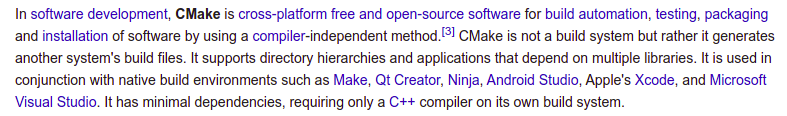 In software development, CMake is cross-platform free and open-source software for build automation, testing, packaging
and installation of software by using a compiler-independent method.[3] CMake is not a build system but rather it generates
another system's build files. It supports directory hierarchies and applications that depend on multiple libraries. It is used in
conjunction with native build environments such as Make, Qt Creator, Ninja, Android Studio, Apple's Xcode, and Microsoft
Visual Studio. It has minimal dependencies, requiring only a C++ compiler on its own build system.